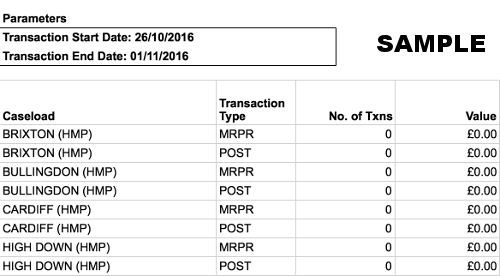 Parameters
Transaction Start Date: 26/10/2016
Transaction End Date: 01/11/2016
SAMPLE
Caseload Transaction Type No. of Txns Value
BRIXTON (HMP) MRPR 0 £0.00
BRIXTON (HMP) POST 0 £0.00
BULLINGDON (HMP) MRPR 0 £0.00
BULLINGDON (HMP) POST 0 £0.00
CARDIFF (HMP) MRPR 0 £0.00
CARDIFF (HMP) POST 0 £0.00
HIGH DOWN (HMP) MRPR 0 £0.00
HIGH DOWN (HMP) POST 0 £0.00